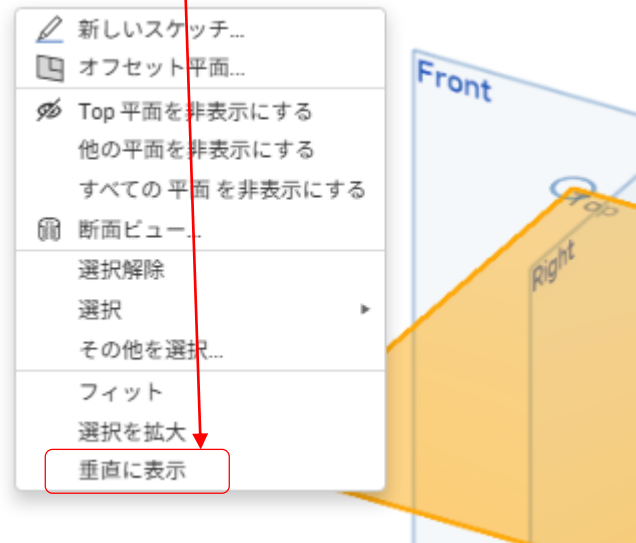 新しいスケッチ...
オフセット平面...
Top 平面を非表示にする
他の平面を非表示にする
すべての 平面 を非表示にする
断面ビュー...
選択解除
選択
その他を選択...
フィット
選択を拡大
垂直に表示
Front
Top
Right